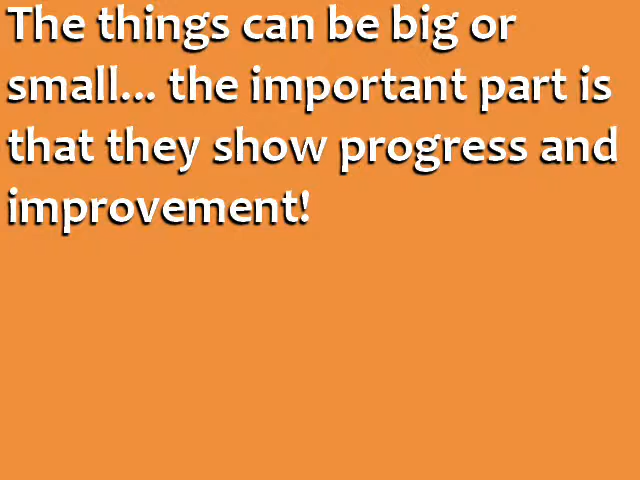 The things can be big or
small... the important part is
that they show progress and
improvement!